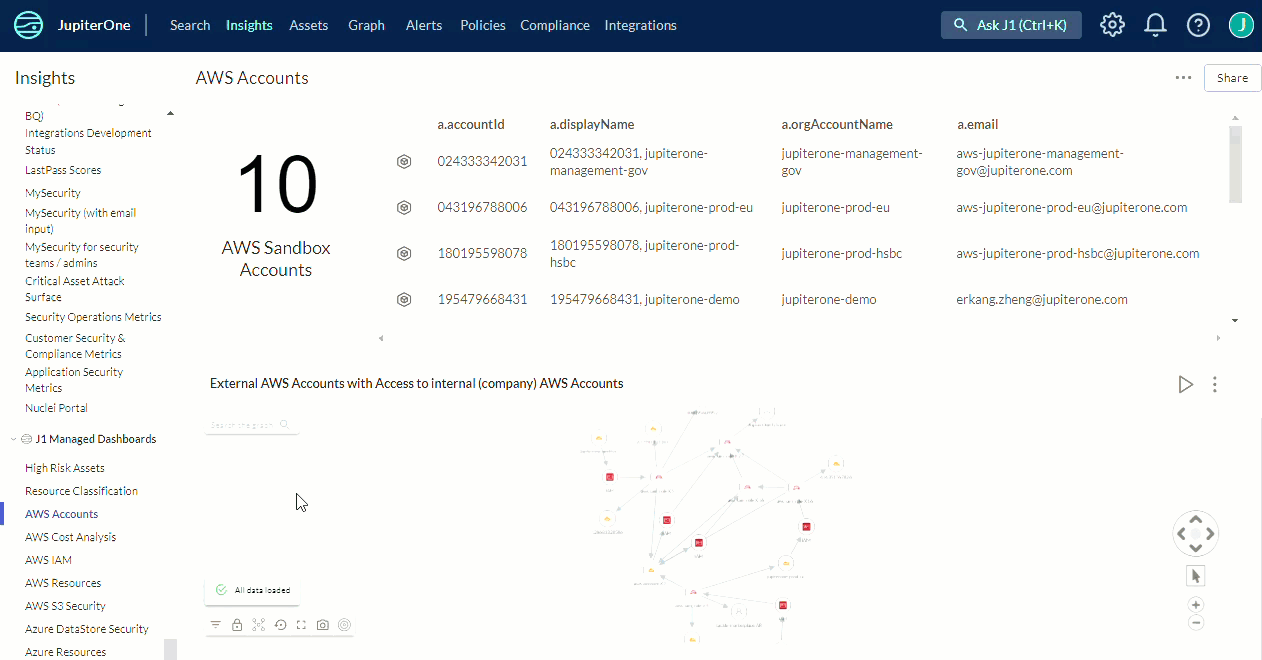 JupiterOne
Search Insights Assets Graph Alerts Policies Compliance Integrations
Ask J1 (Ctrl+K)
J
Insights
BQ)
Integrations Development
Status
LastPass Scores
MySecurity
MySecurity (with email
input)
MySecurity for security
teams / admins
Critical Asset Attack
Surface
Security Operations Metrics
Customer Security &
Compliance Metrics
Application Security
Metrics
Nuclei Portal
J1 Managed Dashboards
High Risk Assets
Resource Classification
AWS Accounts
AWS Cost Analysis
AWS IAM
AWS Resources
AWS S3 Security
Azure DataStore Security
Azure Resources
AWS Accounts
Share
10
AWS Sandbox
Accounts
a.accountId a.displayName a.orgAccountName a.email
024333342031 024333342031, jupiterone-
management-gov jupiterone-management-
gov aws-jupiterone-management-
gov@jupiterone.com
043196788006 043196788006, jupiterone-prod-eu jupiterone-prod-eu aws-jupiterone-prod-eu@jupiterone.com
180195598078 180195598078, jupiterone-prod-
hsbc jupiterone-prod-hsbc aws-jupiterone-prod-hsbc@jupiterone.com
195479668431 195479668431, jupiterone-demo jupiterone-demo erkang.zheng@jupiterone.com
External AWS Accounts with Access to internal (company) AWS Accounts
Search the graph
All data loaded